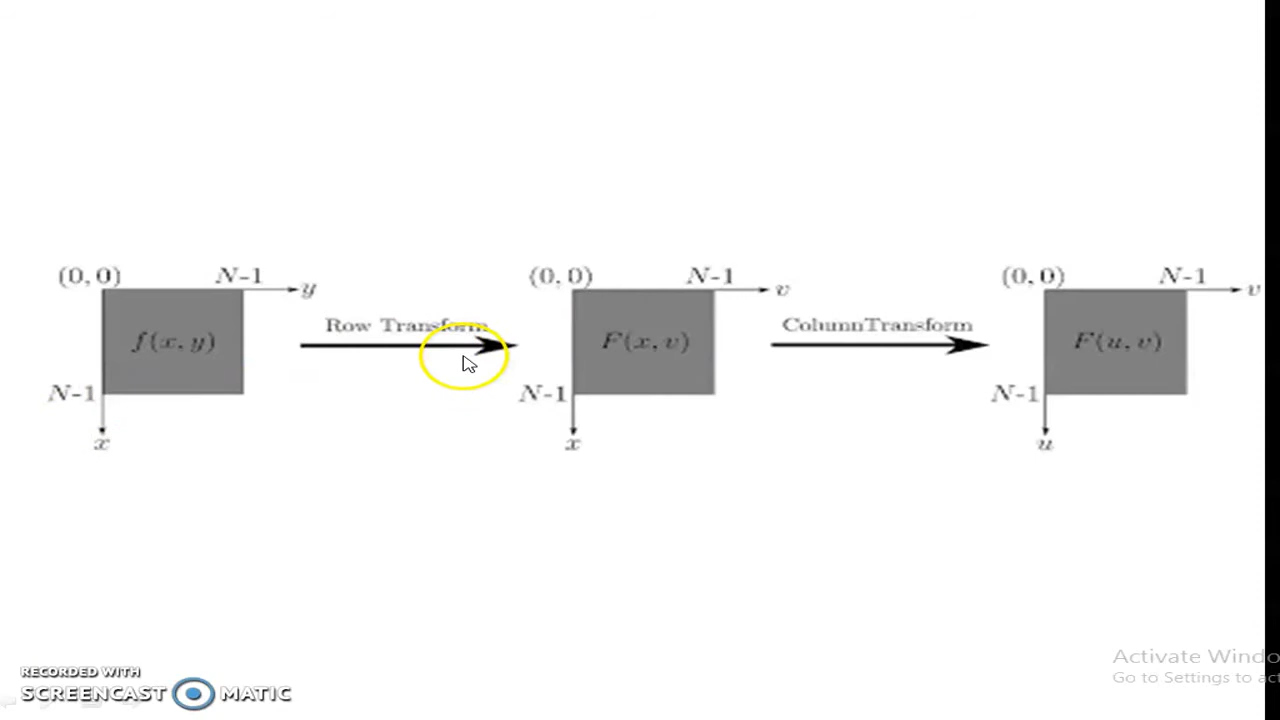 (0, 0) N-1 y
f(x, y)
N-1
x
Row Transform
(0, 0) N-1 v
F(x, v)
N-1
x
ColumnTransform
(0, 0) N-1 v
F(u, v)
N-1
u
RECORDED WITH
SCREENCAST MATIC
Activate Windo
Go to Settings to act